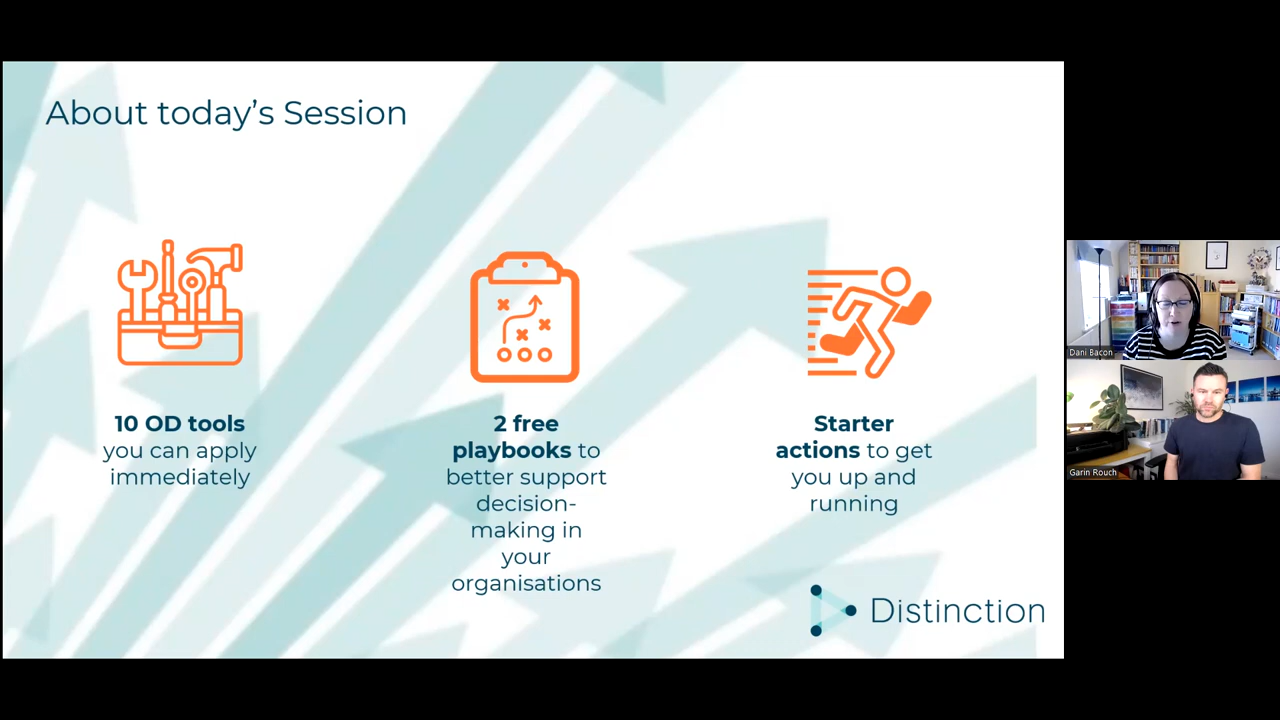 About today's Session
10 OD tools
you can apply
immediately
2 free
playbooks to
better support
decision-
making in
your
organisations
Starter
actions to get
you up and
running
Distinction
Dani Bacon
Garin Rouch